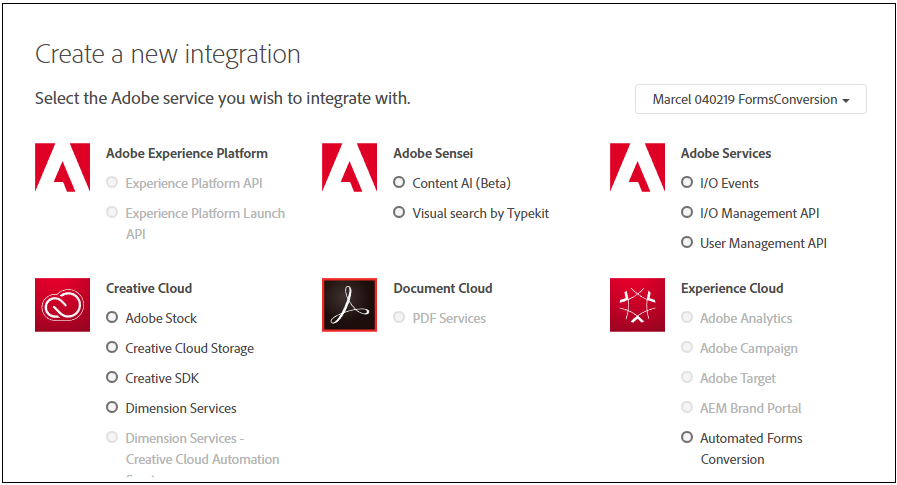 Create a new integration
Select the Adobe service you wish to integrate with.
Marcel 040219 FormsConversion
Adobe Experience Platform
Experience Platform API
Experience Platform Launch
API
Adobe Sensei
Content AI (Beta)
Visual search by Typekit
Adobe Services
I/O Events
I/O Management API
User Management API
Creative Cloud
Adobe Stock
Creative Cloud Storage
Creative SDK
Dimension Services
Dimension Services -
Creative Cloud Automation
Document Cloud
PDF Services
Experience Cloud
Adobe Analytics
Adobe Campaign
Adobe Target
AEM Brand Portal
Automated Forms
Conversion